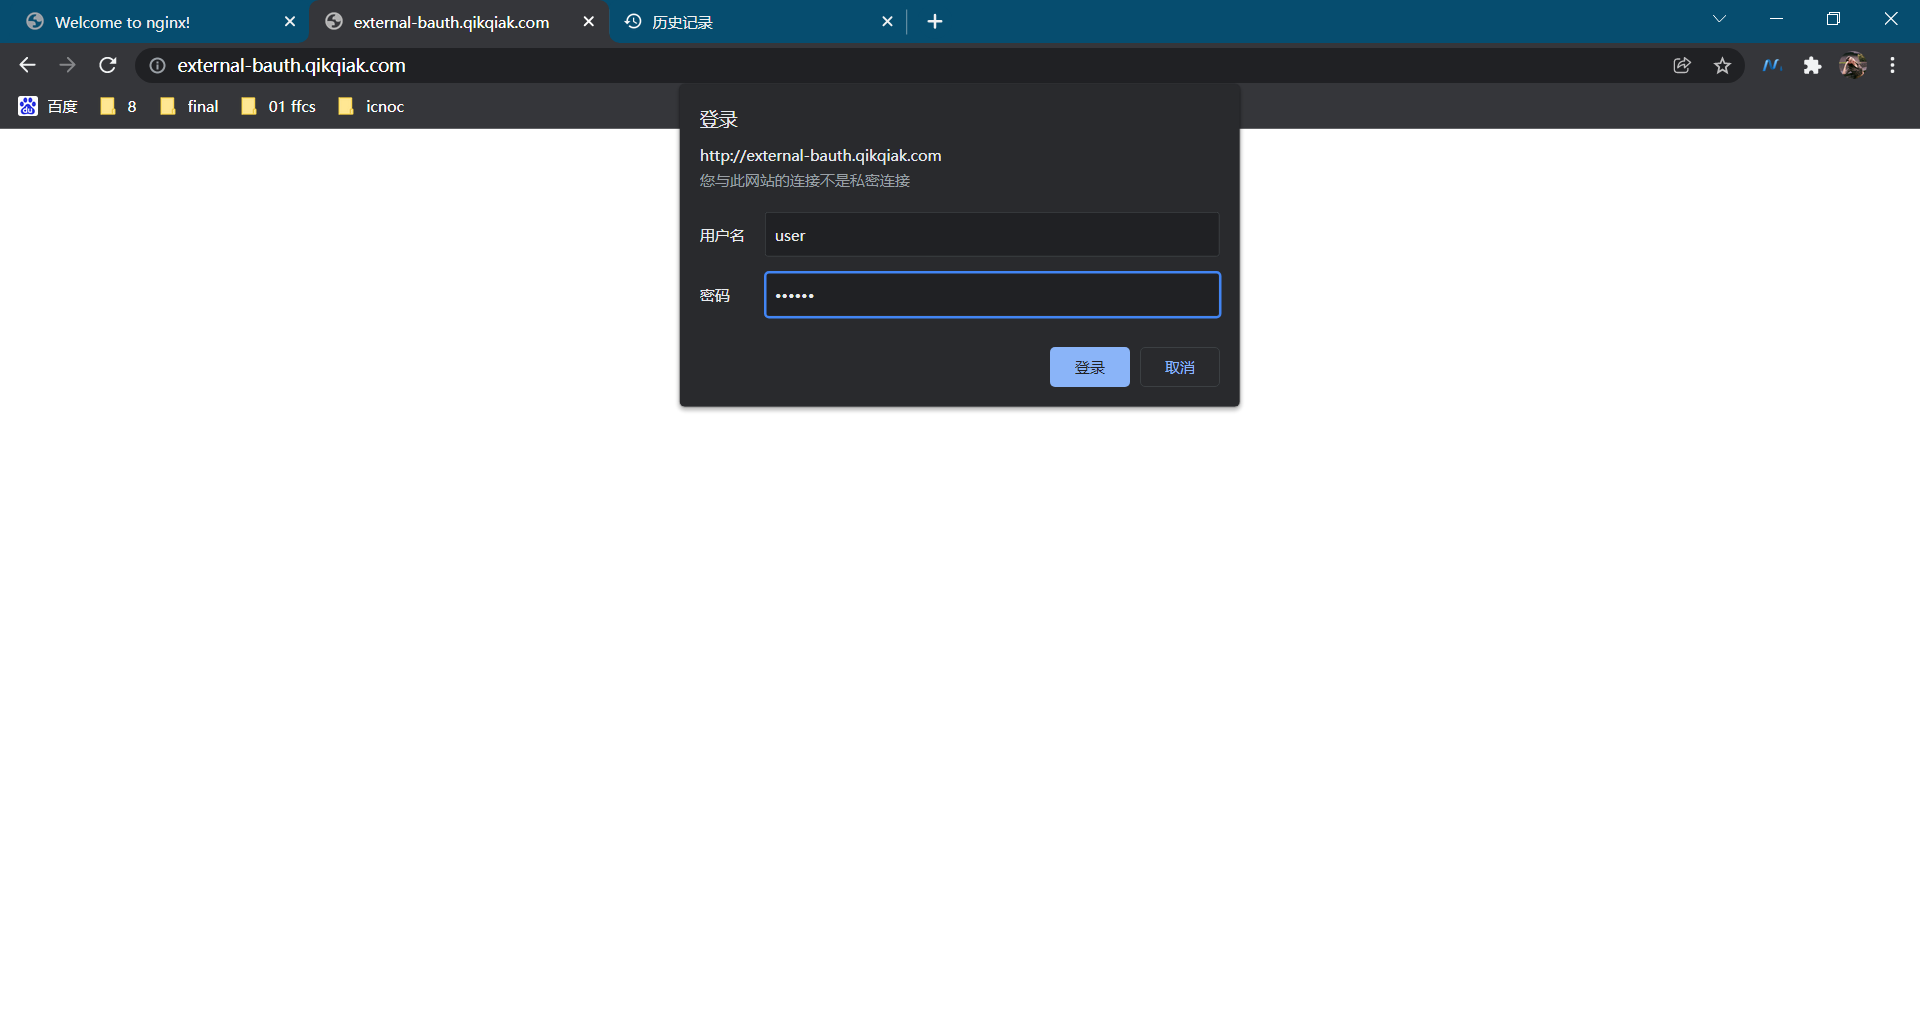 Welcome to nginx!
external-bauth.qikqiak.com
历史记录
external-bauth.qikqiak.com
百度
8
final
01 ffcs
icnoc
登录
http://external-bauth.qikqiak.com
您与此网站的连接不是私密连接
用户名 user
密码 ••••••
登录 取消